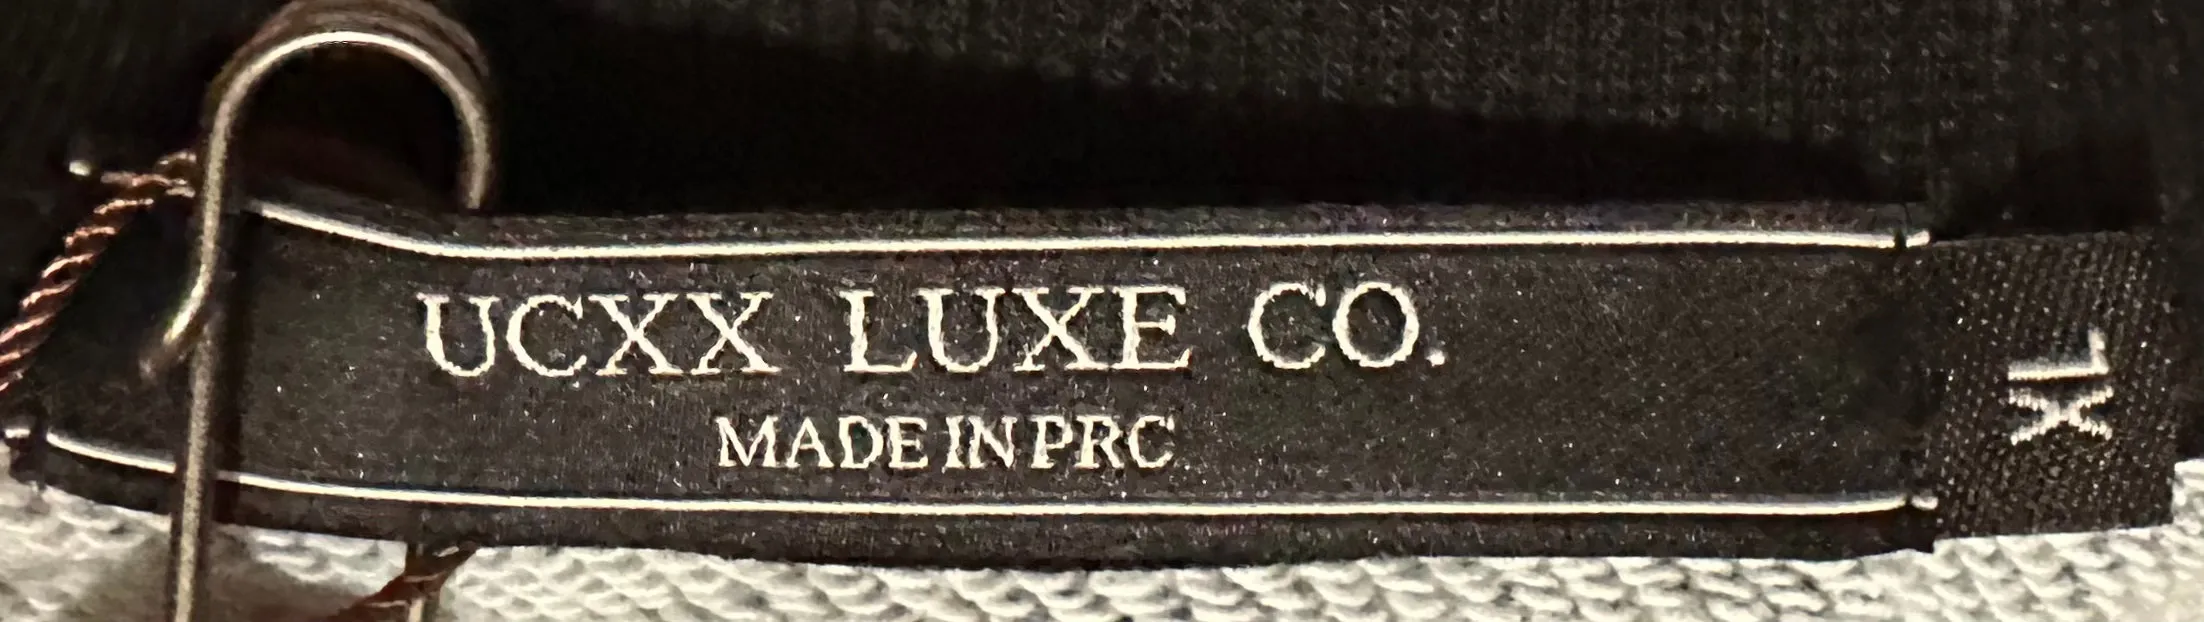 UCXX LUXE CO.
MADE IN PRC
XL